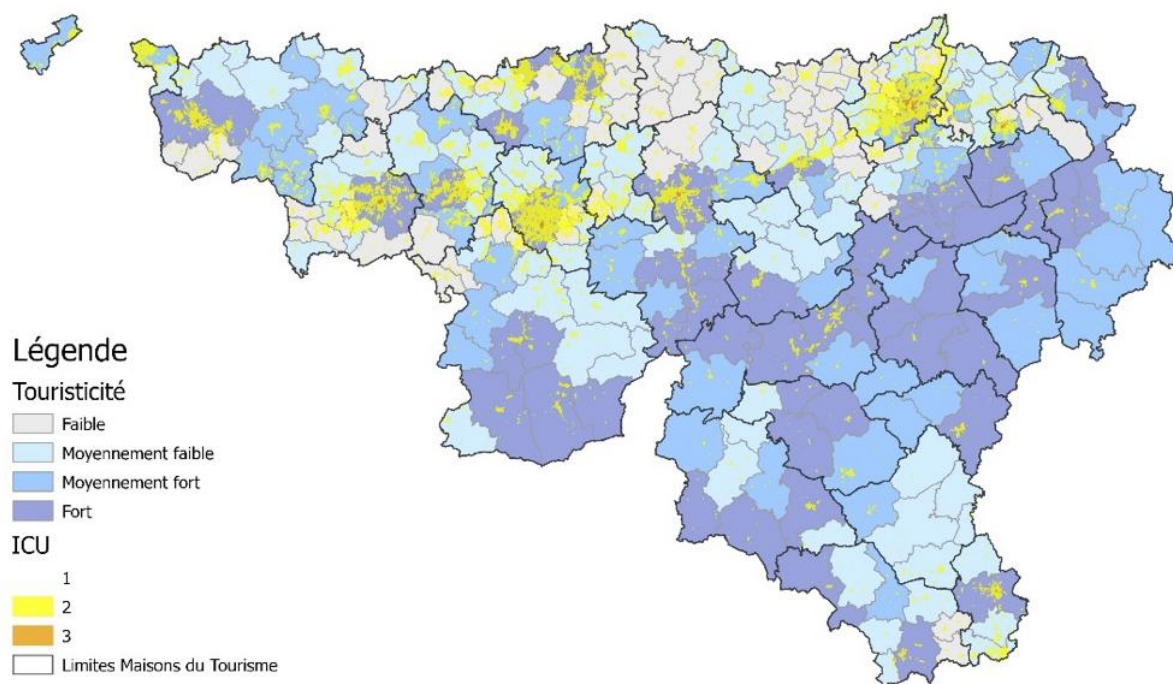 Légende
Touristicité
Faible
Moyennement faible
Moyennement fort
Fort
ICU
1
2
3
Limites Maisons du Tourisme